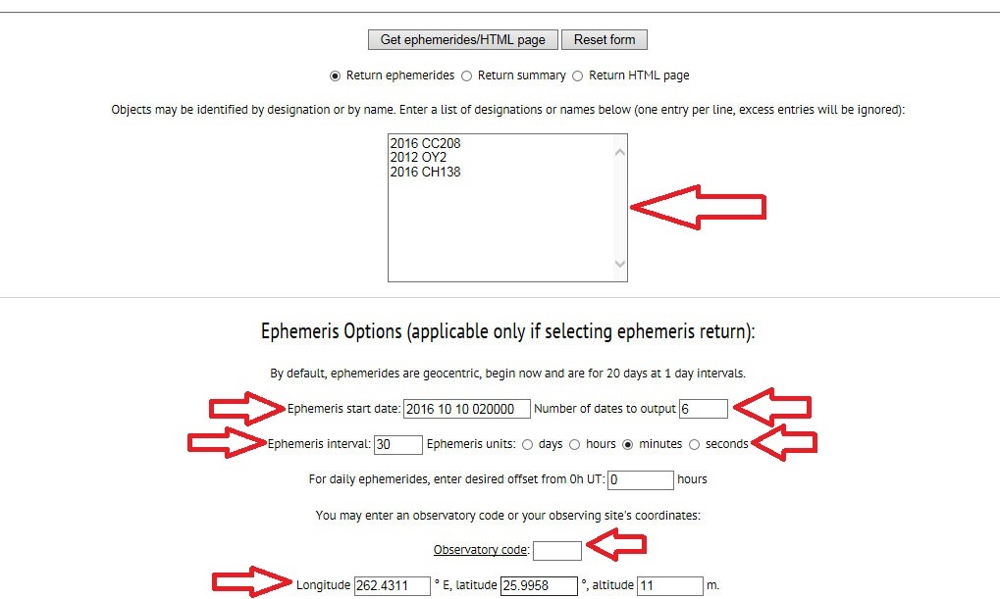 Get ephemerides/HTML page Reset form
Return ephemerides Return summary Return HTML page
Objects may be identified by designation or by name. Enter a list of designations or names below (one entry per line, excess entries will be ignored):
2016 CC208
2012 OY2
2016 CH138
Ephemeris Options (applicable only if selecting ephemeris return):
By default, ephemerides are geocentric, begin now and are for 20 days at 1 day intervals.
Ephemeris start date: 2016 10 10 020000 Number of dates to output 6
Ephemeris interval: 30 Ephemeris units: days hours minutes seconds
For daily ephemerides, enter desired offset from 0h UT: 0 hours
You may enter an observatory code or your observing site's coordinates:
Observatory code:
Longitude 262.4311 ° E, latitude 25.9958 °, altitude 11 m.